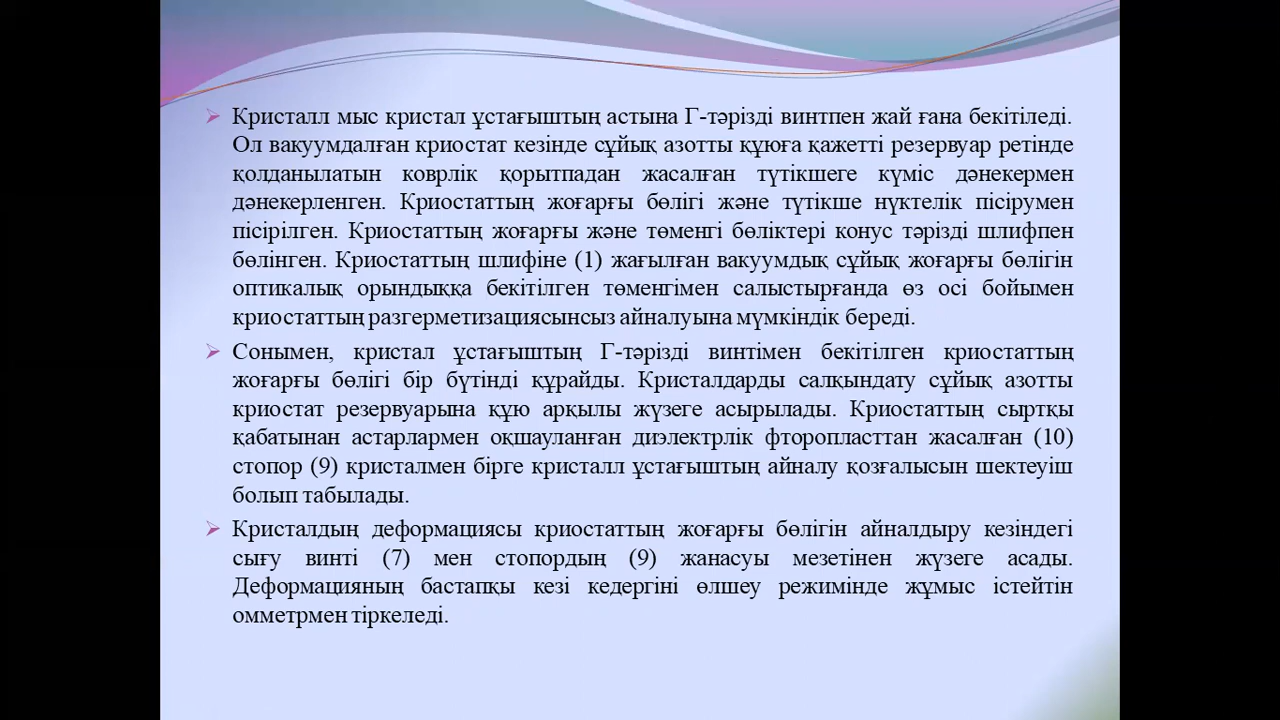 Кристалл мыс кристал ұстағыштың астына Г-тәрізді винтпен жай ғана бекітіледі.
Ол вакуумдалған криостат кезінде сұйық азотты құюға қажетті резервуар ретінде
қолданылатын коврлік қорытпадан жасалған түтікшеге күміс дәнекермен
дәнекерленген. Криостаттың жоғарғы бөлігі және түтікше нүктелік пісірумен
пісірілген. Криостаттың жоғарғы және төменгі бөліктері конус тәрізді шлифпен
бөлінген. Криостаттың шлифіне (1) жағылған вакуумдық сұйық жоғарғы бөлігін
оптикалық орындыққа бекітілген төменгімен салыстырғанда өз осі бойымен
криостаттың разгерметизациясынсыз айналуына мүмкіндік береді.
Сонымен, кристал ұстағыштың Г-тәрізді винтімен бекітілген криостаттың
жоғарғы бөлігі бір бүтінді құрайды. Кристалдарды салқындату сұйық азотты
криостат резервуарына құю арқылы жүзеге асырылады. Криостаттың сыртқы
қабатынан астарлармен оқшауланған диэлектрлік фторопласттан жасалған (10)
стопор (9) кристалмен бірге кристалл ұстағыштың айналу қозғалысын шектеуіш
болып табылады.
Кристалдың деформациясы криостаттың жоғарғы бөлігін айналдыру кезіндегі
сығу винті (7) мен стопордың (9) жанасуы мезетінен жүзеге асады.
Деформацияның бастапқы кезі кедергіні өлшеу режимінде жұмыс істейтін
омметрмен тіркеледі.